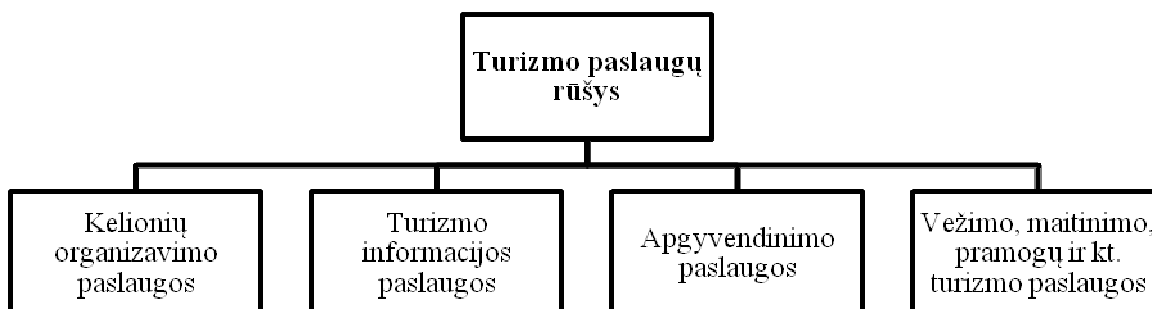 Turizmo paslaugų
rūšys
Kelionių
organizavimo
paslaugos
Turizmo
informacijos
paslaugos
Apgyvendinimo
paslaugos
Vežimo, maitinimo,
pramogų ir kt.
turizmo paslaugos